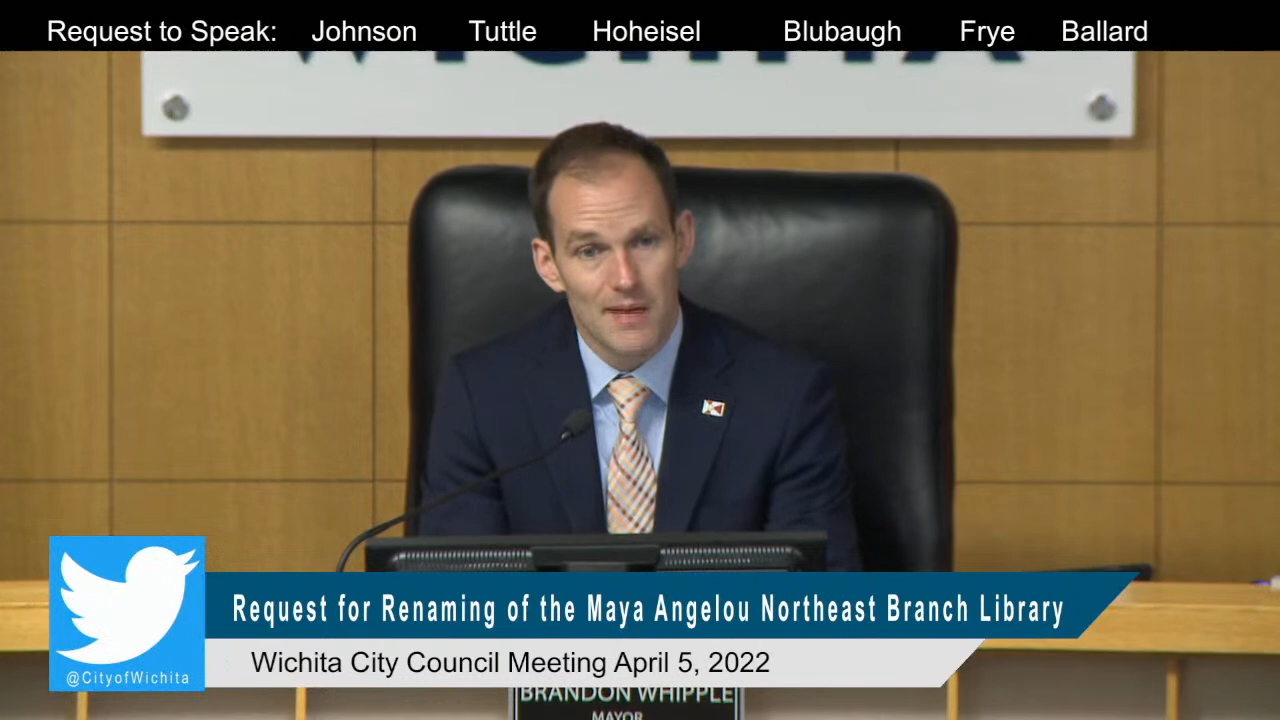 Request to Speak: Johnson Tuttle Hoheisel Blubaugh Frye Ballard
WICHITA
Request for Renaming of the Maya Angelou Northeast Branch Library
@CityofWichita
Wichita City Council Meeting April 5, 2022
BRANDON WHIPPLE
MAYOR